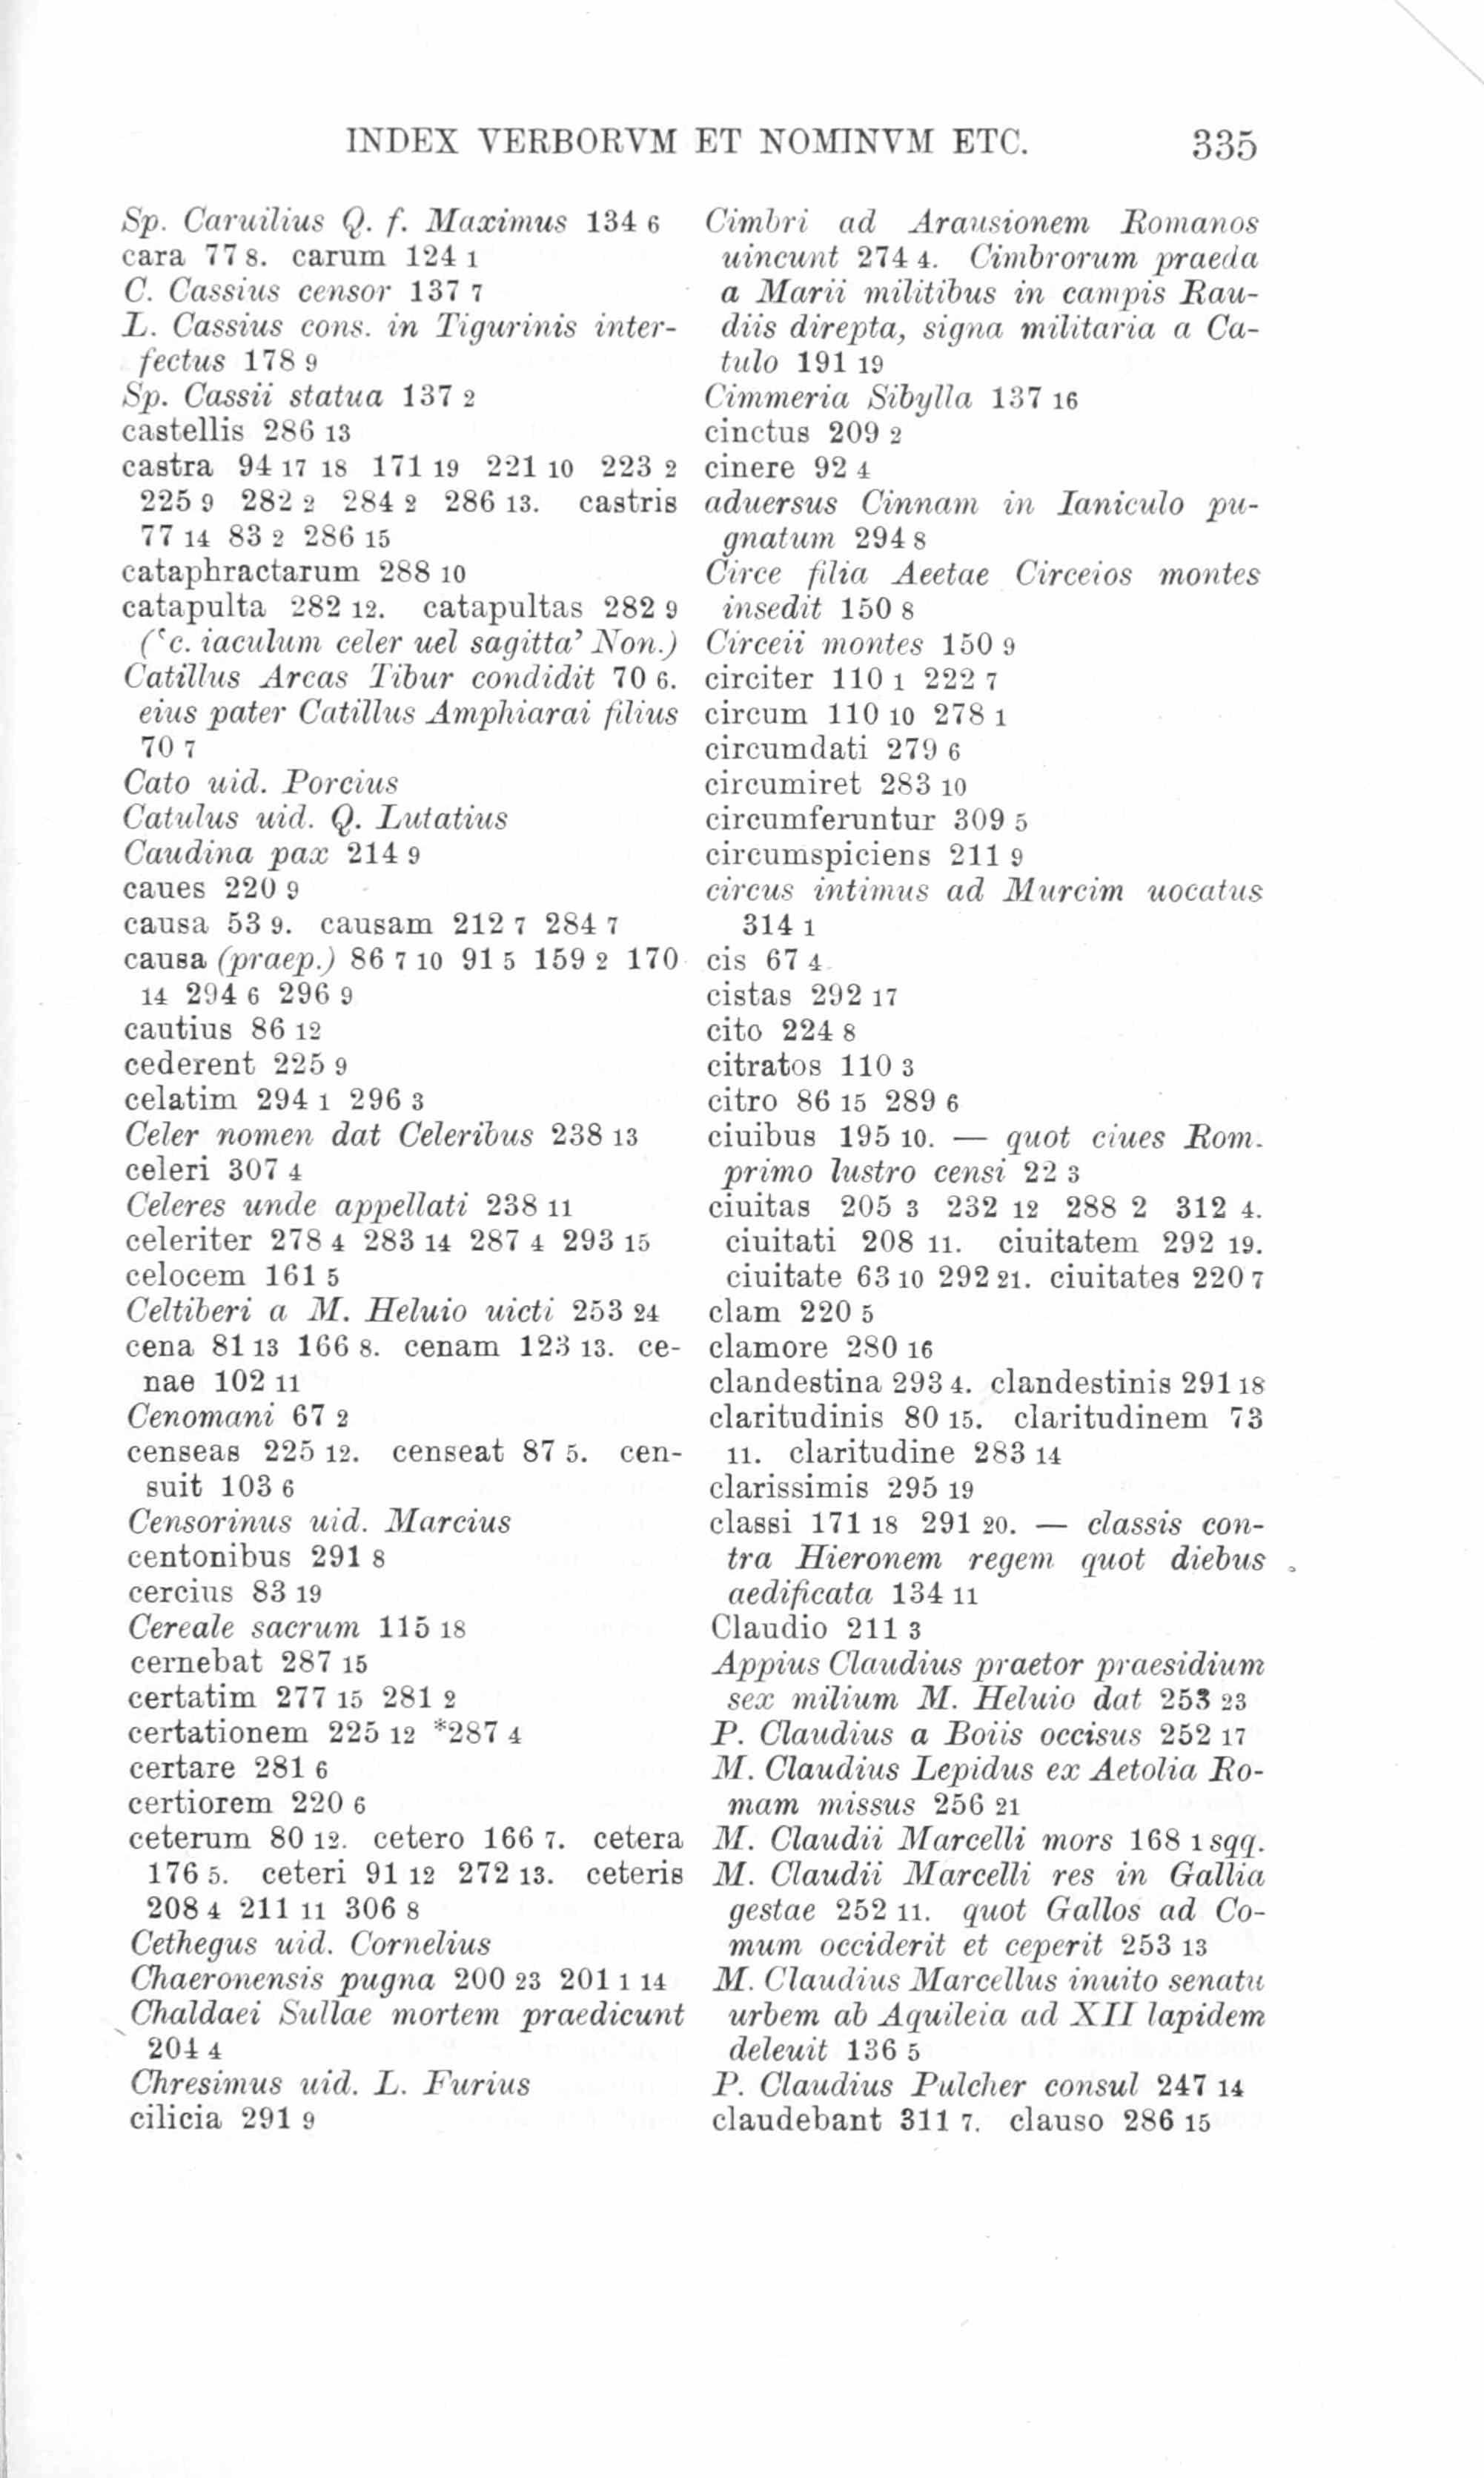 INDEX VERBORVM ET NOMINVM ETC. 335
Sp. Caruilius Q. f. Maximus 134 6
cara 77 8. carum 124 1
C. Cassius censor 137 7
L. Cassius cons. in Tigurinis inter-
fectus 178 9
Sp. Cassii statua 137 2
castellis 286 13
castra 94 17 18 171 19 221 10 223 2
225 9 282 2 284 2 286 13. castris
77 14 83 2 286 15
cataphractarum 288 10
catapulta 282 12. catapultas 282 9
(‘c. iaculum celer uel sagitta’ Non.)
Catillus Arcas Tibur condidit 70 6.
eius pater Catillus Amphiarai filius
70 7
Cato uid. Porcius
Catulus uid. Q. Lutatius
Caudina pax 214 9
caues 220 9
causa 53 9. causam 212 7 284 7
causa (praep.) 86 7 10 91 5 159 2 170
14 294 6 296 9
cautius 86 12
cederent 225 9
celatim 294 1 296 3
Celer nomen dat Celeribus 238 13
celeri 307 4
Celeres unde appellati 238 11
celeriter 278 4 283 14 287 4 293 15
celocem 161 5
Celtiberi a M. Heluio uicti 253 24
cena 81 13 166 8. cenam 123 13. ce-
nae 102 11
Cenomani 67 2
censeas 225 12. censeat 87 5. cen-
suit 103 6
Censorinus uid. Marcius
centonibus 291 8
cercius 83 19
Cereale sacrum 115 18
cernebat 287 15
certatim 277 15 281 2
certationem 225 12 *287 4
certare 281 6
certiorem 220 6
ceterum 80 12. cetero 166 7. cetera
176 5. ceteri 91 12 272 13. ceteris
208 4 211 11 306 8
Cethegus uid. Cornelius
Chaeronensis pugna 200 23 201 1 14
Chaldaei Sullae mortem praedicunt
204 4
Chresimus uid. L. Furius
cilicia 291 9
Cimbri ad Arausionem Romanos
uincunt 274 4. Cimbrorum praeda
a Marii militibus in campis Rau-
diis direpta, signa militaria a Ca-
tulo 191 19
Cimmeria Sibylla 137 16
cinctus 209 2
cinere 92 4
aduersus Cinnam in Ianiculo pu-
gnatum 294 8
Circe filia Aeetae Circeios montes
insedit 150 8
Circeii montes 150 9
circiter 110 1 222 7
circum 110 10 278 1
circumdati 279 6
circumiret 283 10
circumferuntur 309 5
circumspiciens 211 9
circus intimus ad Murcim uocatus
314 1
cis 67 4
cistas 292 17
cito 224 8
citratos 110 3
citro 86 15 289 6
ciuibus 195 10. — quot ciues Rom.
primo lustro censi 22 3
ciuitas 205 3 232 12 288 2 312 4.
ciuitati 208 11. ciuitatem 292 19.
ciuitate 63 10 292 21. ciuitates 220 7
clam 220 5
clamore 280 16
clandestina 293 4. clandestinis 291 18
claritudinis 80 15. claritudinem 73
11. claritudine 283 14
clarissimis 295 19
classi 171 18 291 20. — classis con-
tra Hieronem regem quot diebus
aedificata 134 11
Claudio 211 3
Appius Claudius praetor praesidium
sex milium M. Heluio dat 253 23
P. Claudius a Boiis occisus 252 17
M. Claudius Lepidus ex Aetolia Ro-
mam missus 256 21
M. Claudii Marcelli mors 168 1 sqq.
M. Claudii Marcelli res in Gallia
gestae 252 11. quot Gallos ad Co-
mum occiderit et ceperit 253 13
M. Claudius Marcellus inuito senatu
urbem ab Aquileia ad XII lapidem
deleuit 136 5
P. Claudius Pulcher consul 247 14
claudebant 311 7. clauso 286 15